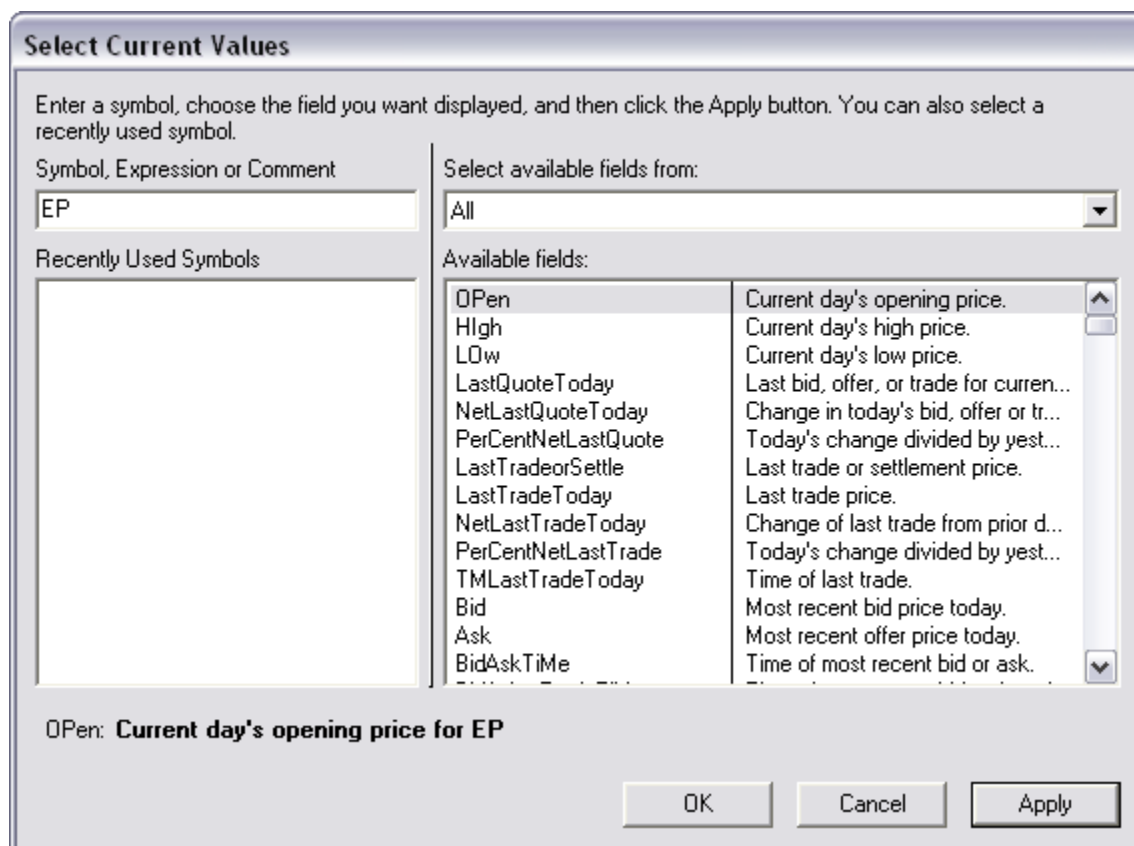 Select Current Values
Enter a symbol, choose the field you want displayed, and then click the Apply button. You can also select a
recently used symbol.
Symbol, Expression or Comment
Select available fields from:
EP
All
Recently Used Symbols
Available fields:
OPen Current day's opening price.
HIgh Current day's high price.
LOw Current day's low price.
LastQuoteToday Last bid, offer, or trade for curren...
NetLastQuoteToday Change in today's bid, offer or tr...
PerCentNetLastQuote Today's change divided by yest...
LastTradeorSettle Last trade or settlement price.
LastTradeToday Last trade price.
NetLastTradeToday Change of last trade from prior d...
PerCentNetLastTrade Today's change divided by yest...
TMLastTradeToday Time of last trade.
Bid Most recent bid price today.
Ask Most recent offer price today.
BidAskTiMe Time of most recent bid or ask.
OPen: Current day's opening price for EP
OK Cancel Apply